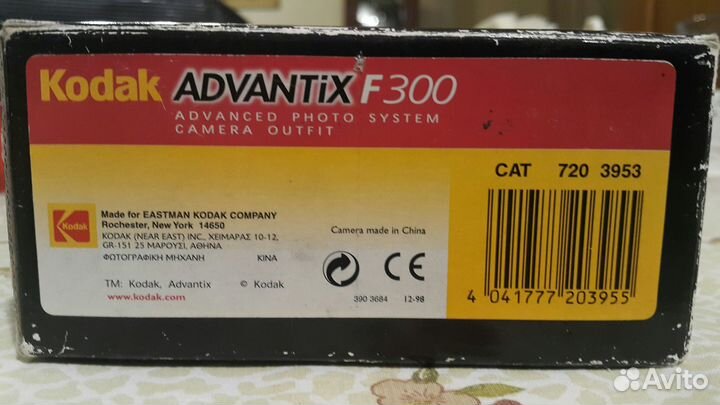 Kodak ADVANTiX F300
ADVANCED PHOTO SYSTEM
CAMERA OUTFIT
CAT 720 3953
Kodak
Made for EASTMAN KODAK COMPANY
Rochester, New York 14650
KODAK (NEAR EAST) INC., ΧΕΙΜΑΡΑΣ 10-12,
GR-151 25 ΜΑΡΟΥΣΙ, ΑΘΗΝΑ
ΦΩΤΟΓΡΑΦΙΚΗ ΜΗΧΑΝΗ ΚΙΝΑ
TM: Kodak, Advantix © Kodak
www.kodak.com
Camera made in China
CE
390 3684 12-98
4 041777 203955
Avito